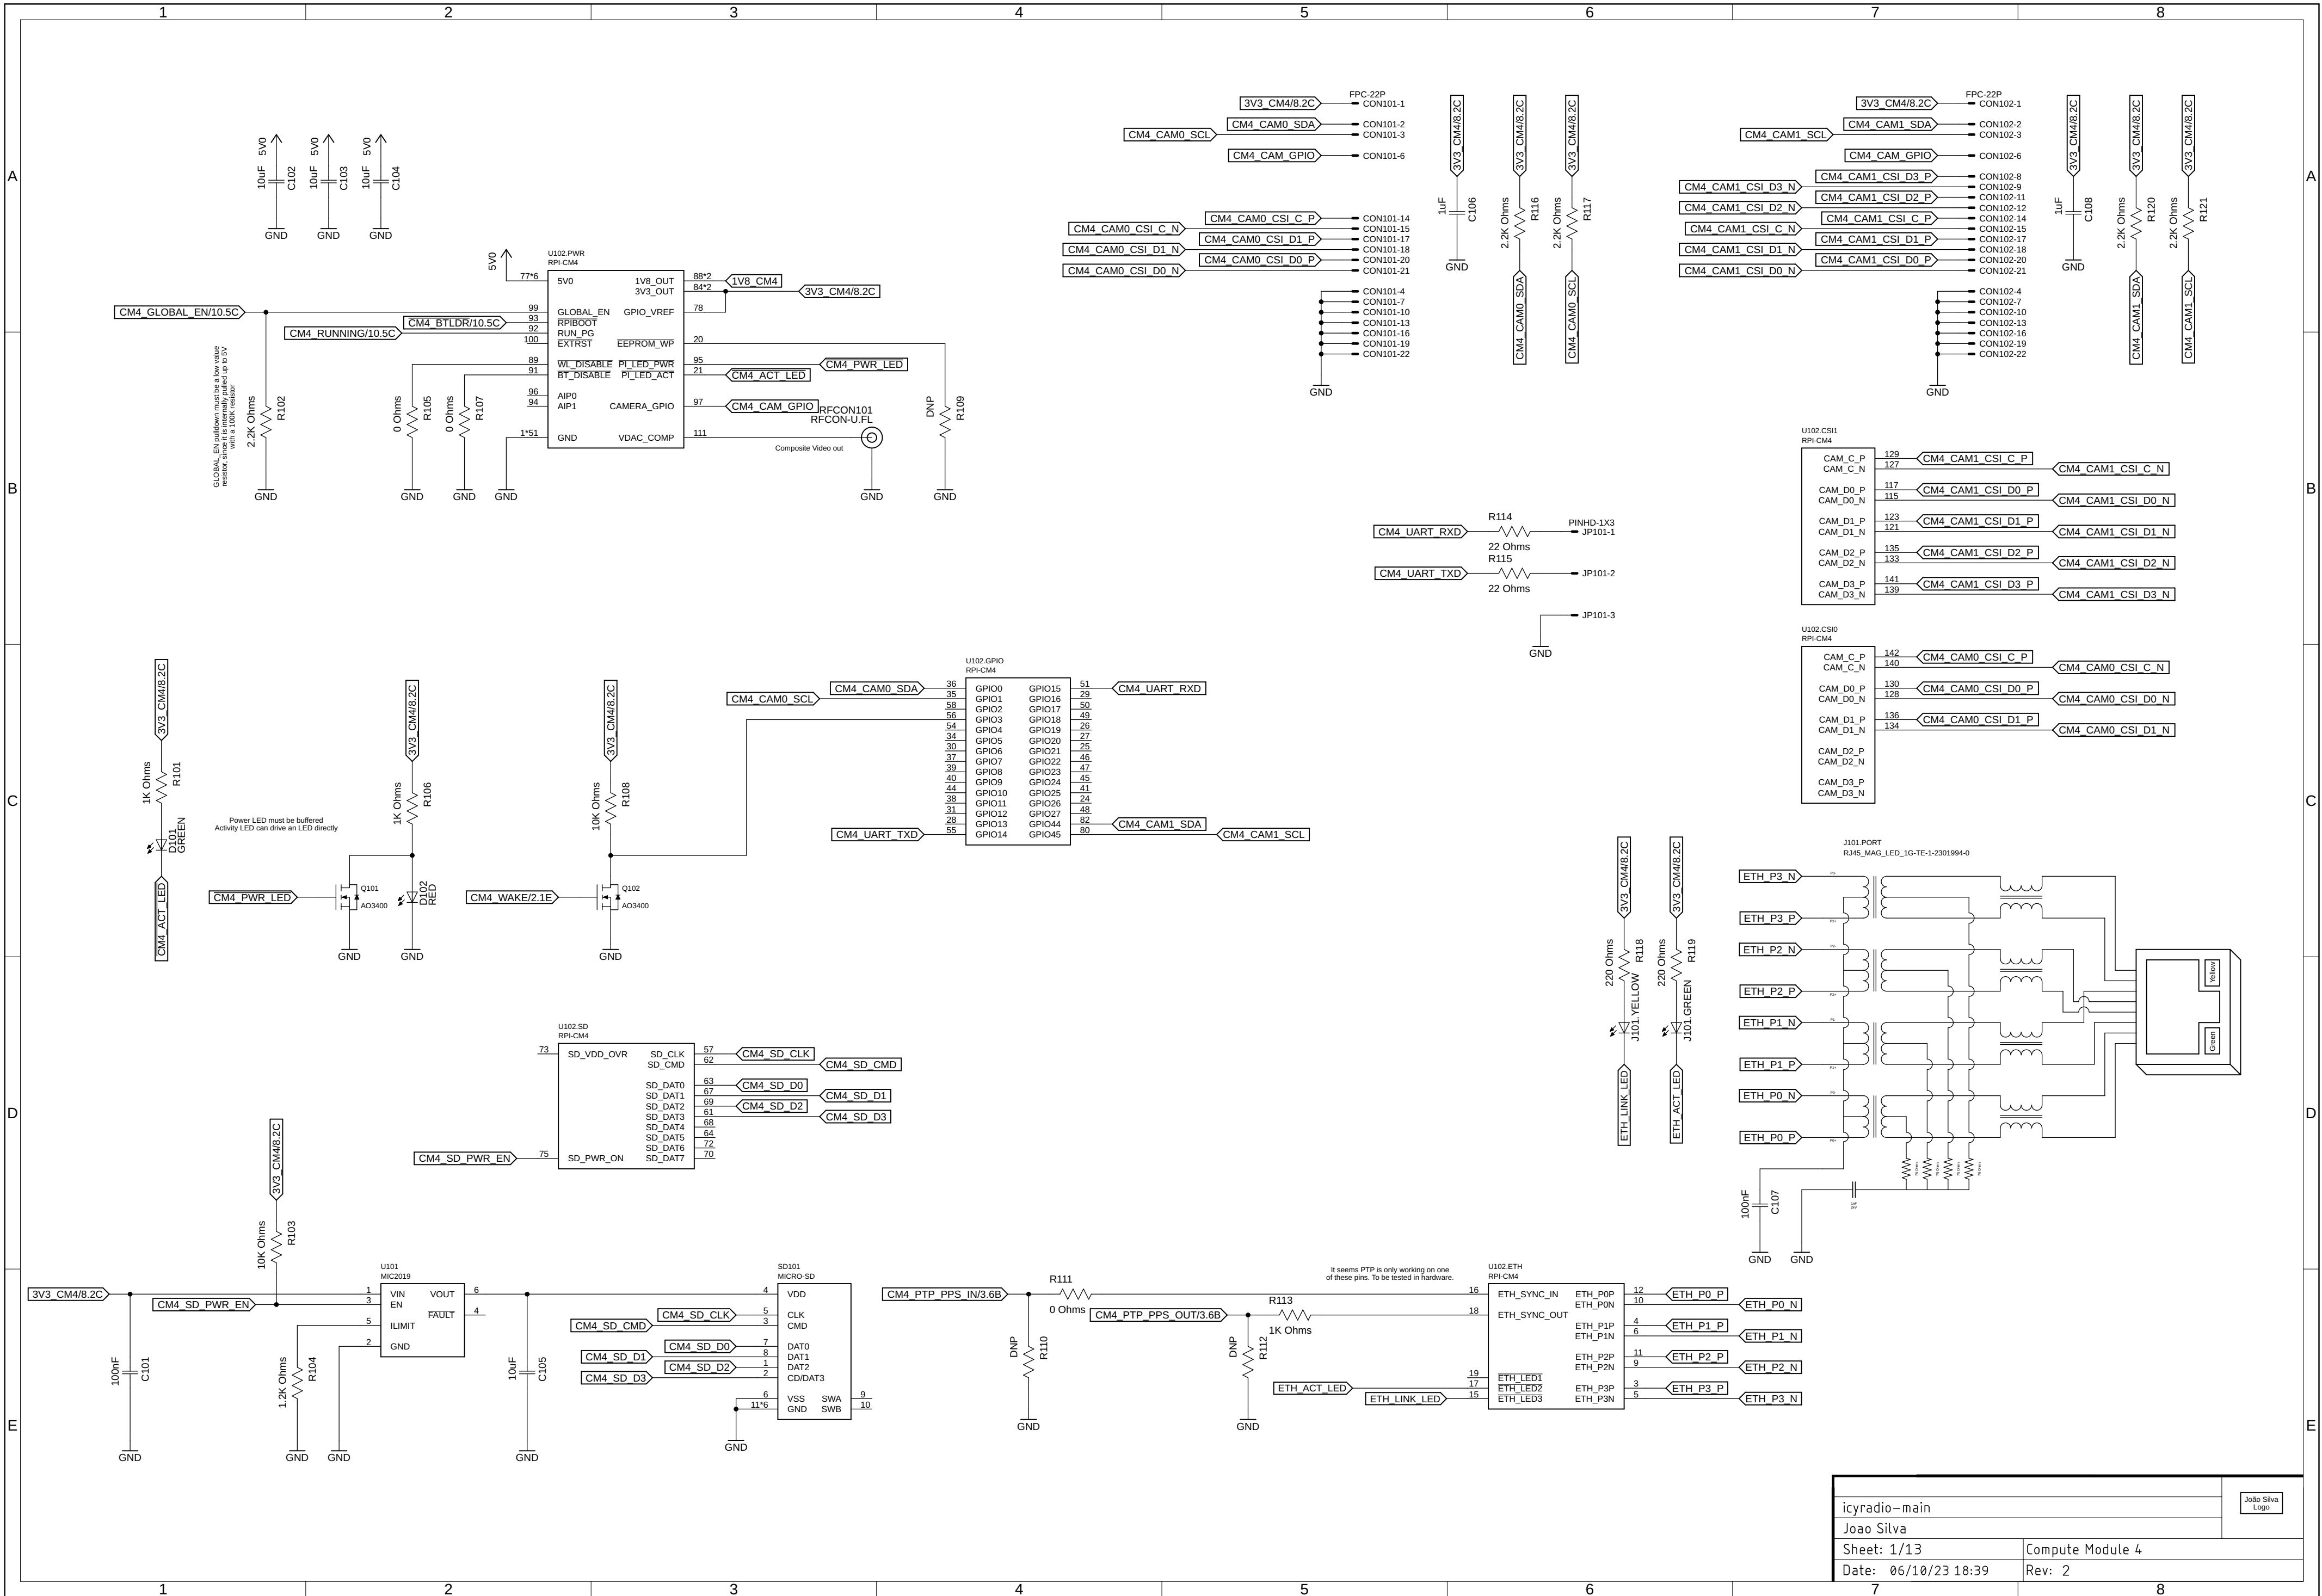 1 2 3 4 5 6 7 8
A
B
C
D
E
A
B
C
D
E
5V0 5V0 5V0
10uF C102
10uF C103
10uF C104
GND GND GND
U102.PWR
RPI-CM4
5V0
77*6 5V0
99 GLOBAL_EN
93 RPIBOOT
92 RUN_PG
100 EXTRST
89 WL_DISABLE
91 BT_DISABLE
96 AIP0
94 AIP1
1*51 GND
1V8_OUT 88*2 1V8_CM4
3V3_OUT 84*2 3V3_CM4/8.2C
GPIO_VREF 78
EEPROM_WP 20
PI_LED_PWR 95 CM4_PWR_LED
PI_LED_ACT 21 CM4_ACT_LED
CAMERA_GPIO 97 CM4_CAM_GPIO
VDAC_COMP 111
RFCON101
RFCON-U.FL
Composite Video out
CM4_GLOBAL_EN/10.5C
CM4_BTLDR/10.5C
CM4_RUNNING/10.5C
GLOBAL_EN pulldown must be a low value
resistor, since it is internally pulled up to 5V
with a 100K resistor
2.2K Ohms R102
0 Ohms R105
0 Ohms R107
DNP R109
GND GND GND GND GND GND
FPC-22P
3V3_CM4/8.2C CON101-1
CM4_CAM0_SDA CON101-2
CM4_CAM0_SCL CON101-3
CM4_CAM_GPIO CON101-6
CM4_CAM0_CSI_C_P CON101-14
CM4_CAM0_CSI_C_N CON101-15
CM4_CAM0_CSI_D1_P CON101-17
CM4_CAM0_CSI_D1_N CON101-18
CM4_CAM0_CSI_D0_P CON101-20
CM4_CAM0_CSI_D0_N CON101-21
CON101-4
CON101-7
CON101-10
CON101-13
CON101-16
CON101-19
CON101-22
GND
3V3_CM4/8.2C 3V3_CM4/8.2C 3V3_CM4/8.2C
1uF C106
2.2K Ohms R116
2.2K Ohms R117
GND
CM4_CAM0_SDA CM4_CAM0_SCL
FPC-22P
3V3_CM4/8.2C CON102-1
CM4_CAM1_SDA CON102-2
CM4_CAM1_SCL CON102-3
CM4_CAM_GPIO CON102-6
CM4_CAM1_CSI_D3_P CON102-8
CM4_CAM1_CSI_D3_N CON102-9
CM4_CAM1_CSI_D2_P CON102-11
CM4_CAM1_CSI_D2_N CON102-12
CM4_CAM1_CSI_C_P CON102-14
CM4_CAM1_CSI_C_N CON102-15
CM4_CAM1_CSI_D1_P CON102-17
CM4_CAM1_CSI_D1_N CON102-18
CM4_CAM1_CSI_D0_P CON102-20
CM4_CAM1_CSI_D0_N CON102-21
CON102-4
CON102-7
CON102-10
CON102-13
CON102-16
CON102-19
CON102-22
GND
3V3_CM4/8.2C 3V3_CM4/8.2C 3V3_CM4/8.2C
1uF C108
2.2K Ohms R120
2.2K Ohms R121
GND
CM4_CAM1_SDA CM4_CAM1_SCL
CM4_UART_RXD R114 22 Ohms
PINHD-1X3
JP101-1
CM4_UART_TXD R115 22 Ohms JP101-2
JP101-3
GND
U102.CSI1
RPI-CM4
CAM_C_P 129 CM4_CAM1_CSI_C_P
CAM_C_N 127 CM4_CAM1_CSI_C_N
CAM_D0_P 117 CM4_CAM1_CSI_D0_P
CAM_D0_N 115 CM4_CAM1_CSI_D0_N
CAM_D1_P 123 CM4_CAM1_CSI_D1_P
CAM_D1_N 121 CM4_CAM1_CSI_D1_N
CAM_D2_P 135 CM4_CAM1_CSI_D2_P
CAM_D2_N 133 CM4_CAM1_CSI_D2_N
CAM_D3_P 141 CM4_CAM1_CSI_D3_P
CAM_D3_N 139 CM4_CAM1_CSI_D3_N
U102.CSI0
RPI-CM4
CAM_C_P 142 CM4_CAM0_CSI_C_P
CAM_C_N 140 CM4_CAM0_CSI_C_N
CAM_D0_P 130 CM4_CAM0_CSI_D0_P
CAM_D0_N 128 CM4_CAM0_CSI_D0_N
CAM_D1_P 136 CM4_CAM0_CSI_D1_P
CAM_D1_N 134 CM4_CAM0_CSI_D1_N
CAM_D2_P
CAM_D2_N
CAM_D3_P
CAM_D3_N
3V3_CM4/8.2C
1K Ohms R101
D101
GREEN
CM4_ACT_LED
Power LED must be buffered
Activity LED can drive an LED directly
3V3_CM4/8.2C
1K Ohms R106
CM4_PWR_LED
Q101
AO3400
D102
RED
GND GND
3V3_CM4/8.2C
10K Ohms R108
CM4_WAKE/2.1E
Q102
AO3400
GND
U102.GPIO
RPI-CM4
CM4_CAM0_SDA 36 GPIO0 GPIO15 51 CM4_UART_RXD
CM4_CAM0_SCL 35 GPIO1 GPIO16 29
58 GPIO2 GPIO17 50
56 GPIO3 GPIO18 49
54 GPIO4 GPIO19 26
34 GPIO5 GPIO20 27
30 GPIO6 GPIO21 25
37 GPIO7 GPIO22 46
39 GPIO8 GPIO23 47
40 GPIO9 GPIO24 45
44 GPIO10 GPIO25 41
38 GPIO11 GPIO26 24
31 GPIO12 GPIO27 48
28 GPIO13 GPIO44 82 CM4_CAM1_SDA
CM4_UART_TXD 55 GPIO14 GPIO45 80 CM4_CAM1_SCL
3V3_CM4/8.2C 3V3_CM4/8.2C
220 Ohms R118
220 Ohms R119
J101.YELLOW J101.GREEN
ETH_LINK_LED ETH_ACT_LED
J101.PORT
RJ45_MAG_LED_1G-TE-1-2301994-0
ETH_P3_N
ETH_P3_P
ETH_P2_N
ETH_P2_P
ETH_P1_N
ETH_P1_P
ETH_P0_N
ETH_P0_P
Yellow
Green
100nF C107
GND GND
U102.SD
RPI-CM4
73 SD_VDD_OVR
CM4_SD_PWR_EN 75 SD_PWR_ON
SD_CLK 57 CM4_SD_CLK
SD_CMD 62 CM4_SD_CMD
SD_DAT0 63 CM4_SD_D0
SD_DAT1 67 CM4_SD_D1
SD_DAT2 69 CM4_SD_D2
SD_DAT3 61 CM4_SD_D3
SD_DAT4 68
SD_DAT5 64
SD_DAT6 72
SD_DAT7 70
3V3_CM4/8.2C
10K Ohms R103
3V3_CM4/8.2C
CM4_SD_PWR_EN
U101
MIC2019
1 VIN VOUT 6
3 EN
FAULT 4
5 ILIMIT
2 GND
100nF C101
1.2K Ohms R104
10uF C105
GND GND GND GND
SD101
MICRO-SD
4 VDD
CM4_SD_CLK 5 CLK
CM4_SD_CMD 3 CMD
CM4_SD_D0 7 DAT0
CM4_SD_D1 8 DAT1
CM4_SD_D2 1 DAT2
CM4_SD_D3 2 CD/DAT3
6 VSS SWA 9
11*6 GND SWB 10
GND
CM4_PTP_PPS_IN/3.6B R111 0 Ohms
CM4_PTP_PPS_OUT/3.6B R113 1K Ohms
DNP R110
DNP R112
GND GND
It seems PTP is only working on one
of these pins. To be tested in hardware.
U102.ETH
RPI-CM4
16 ETH_SYNC_IN
18 ETH_SYNC_OUT
19 ETH_LED1
ETH_ACT_LED 17 ETH_LED2
ETH_LINK_LED 15 ETH_LED3
ETH_P0P 12 ETH_P0_P
ETH_P0N 10 ETH_P0_N
ETH_P1P 4 ETH_P1_P
ETH_P1N 6 ETH_P1_N
ETH_P2P 11 ETH_P2_P
ETH_P2N 9 ETH_P2_N
ETH_P3P 3 ETH_P3_P
ETH_P3N 5 ETH_P3_N
icyradio-main
Joao Silva
João Silva
Logo
Sheet: 1/13 Compute Module 4
Date: 06/10/23 18:39 Rev: 2
1 2 3 4 5 6 7 8